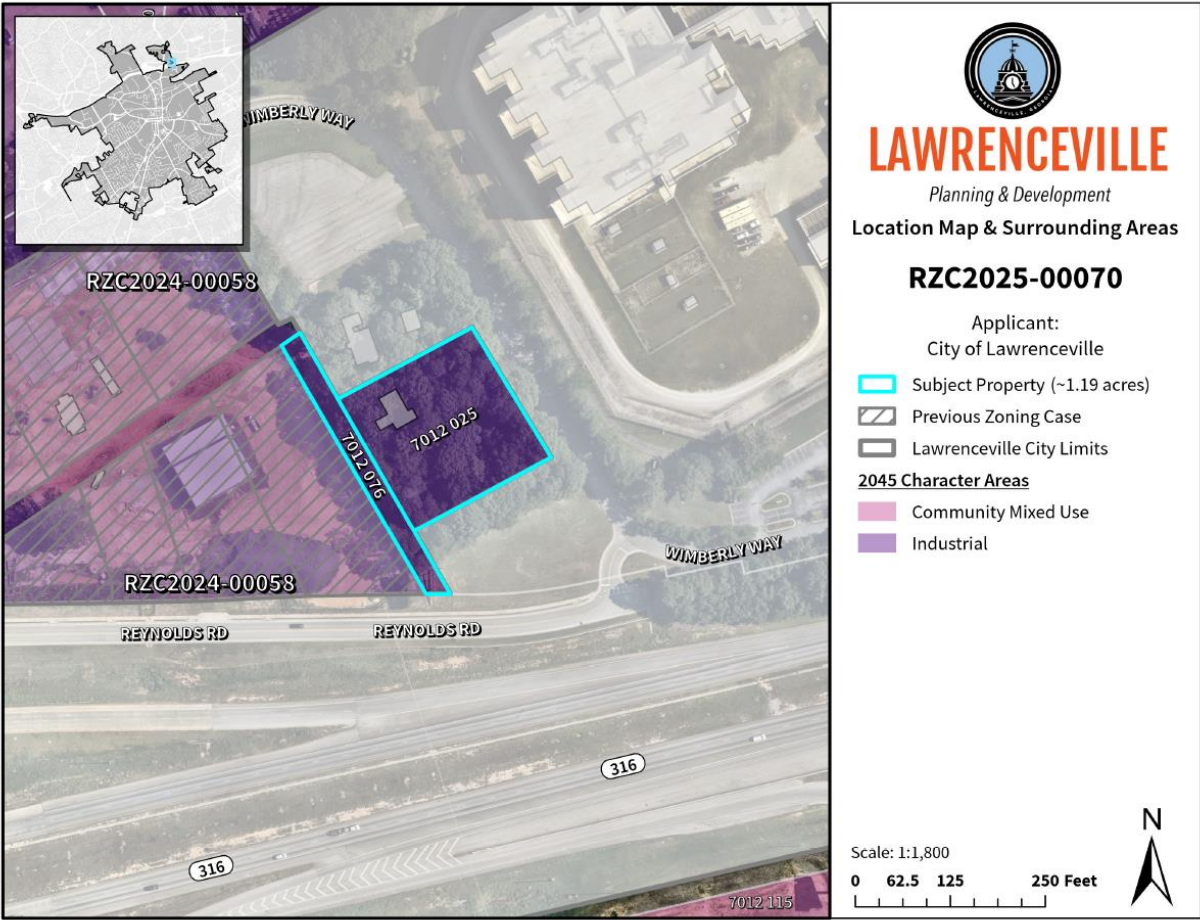 WIMBERLY WAY
RZC2024-00058
7012 025
7012 076
WIMBERLY WAY
RZC2024-00058
REYNOLDS RD
REYNOLDS RD
316
316
7012 115
LAWRENCEVILLE, GEORGIA
LAWRENCEVILLE
Planning & Development
Location Map & Surrounding Areas
RZC2025-00070
Applicant:
City of Lawrenceville
Subject Property (~1.19 acres)
Previous Zoning Case
Lawrenceville City Limits
2045 Character Areas
Community Mixed Use
Industrial
N
Scale: 1:1,800
0 62.5 125 250 Feet